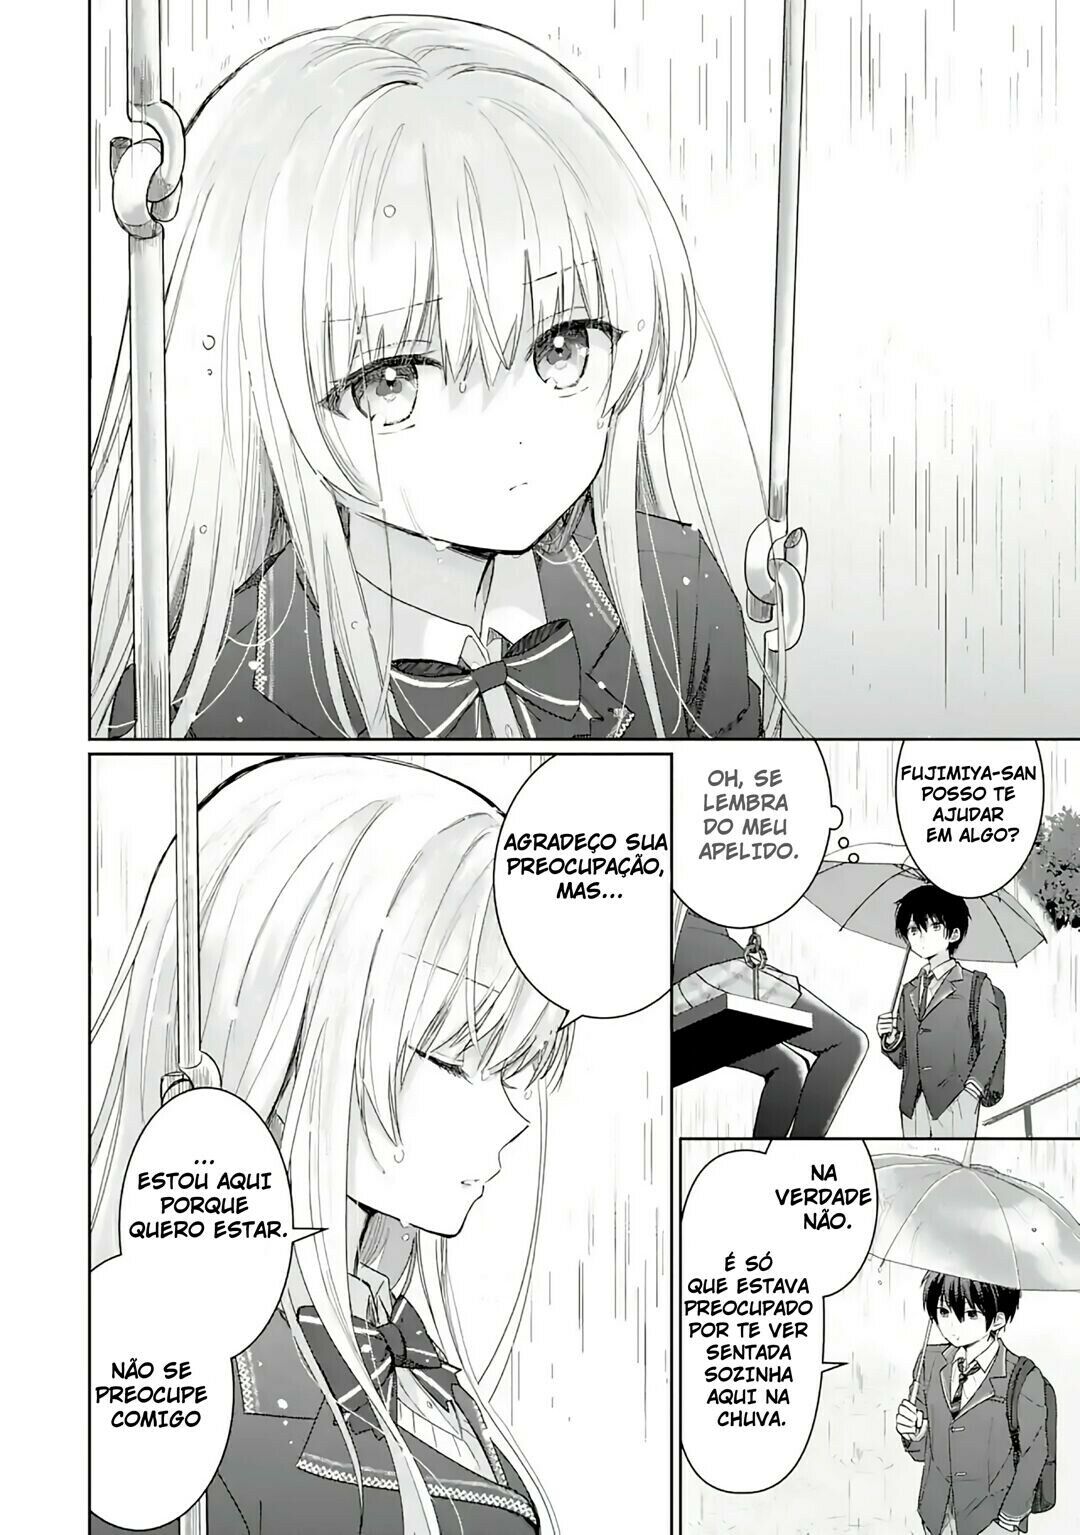 FUJIMIYA-SAN
POSSO TE
AJUDAR
EM ALGO?
OH, SE
LEMBRA
DO MEU
APELIDO.
NA
VERDADE
NÃO.
É SÓ
QUE ESTAVA
PREOCUPADO
POR TE VER
SENTADA
SOZINHA
AQUI NA
CHUVA.
AGRADEÇO SUA
PREOCUPAÇÃO,
MAS...
...
ESTOU AQUI
PORQUE
QUERO ESTAR.
NÃO SE
PREOCUPE
COMIGO